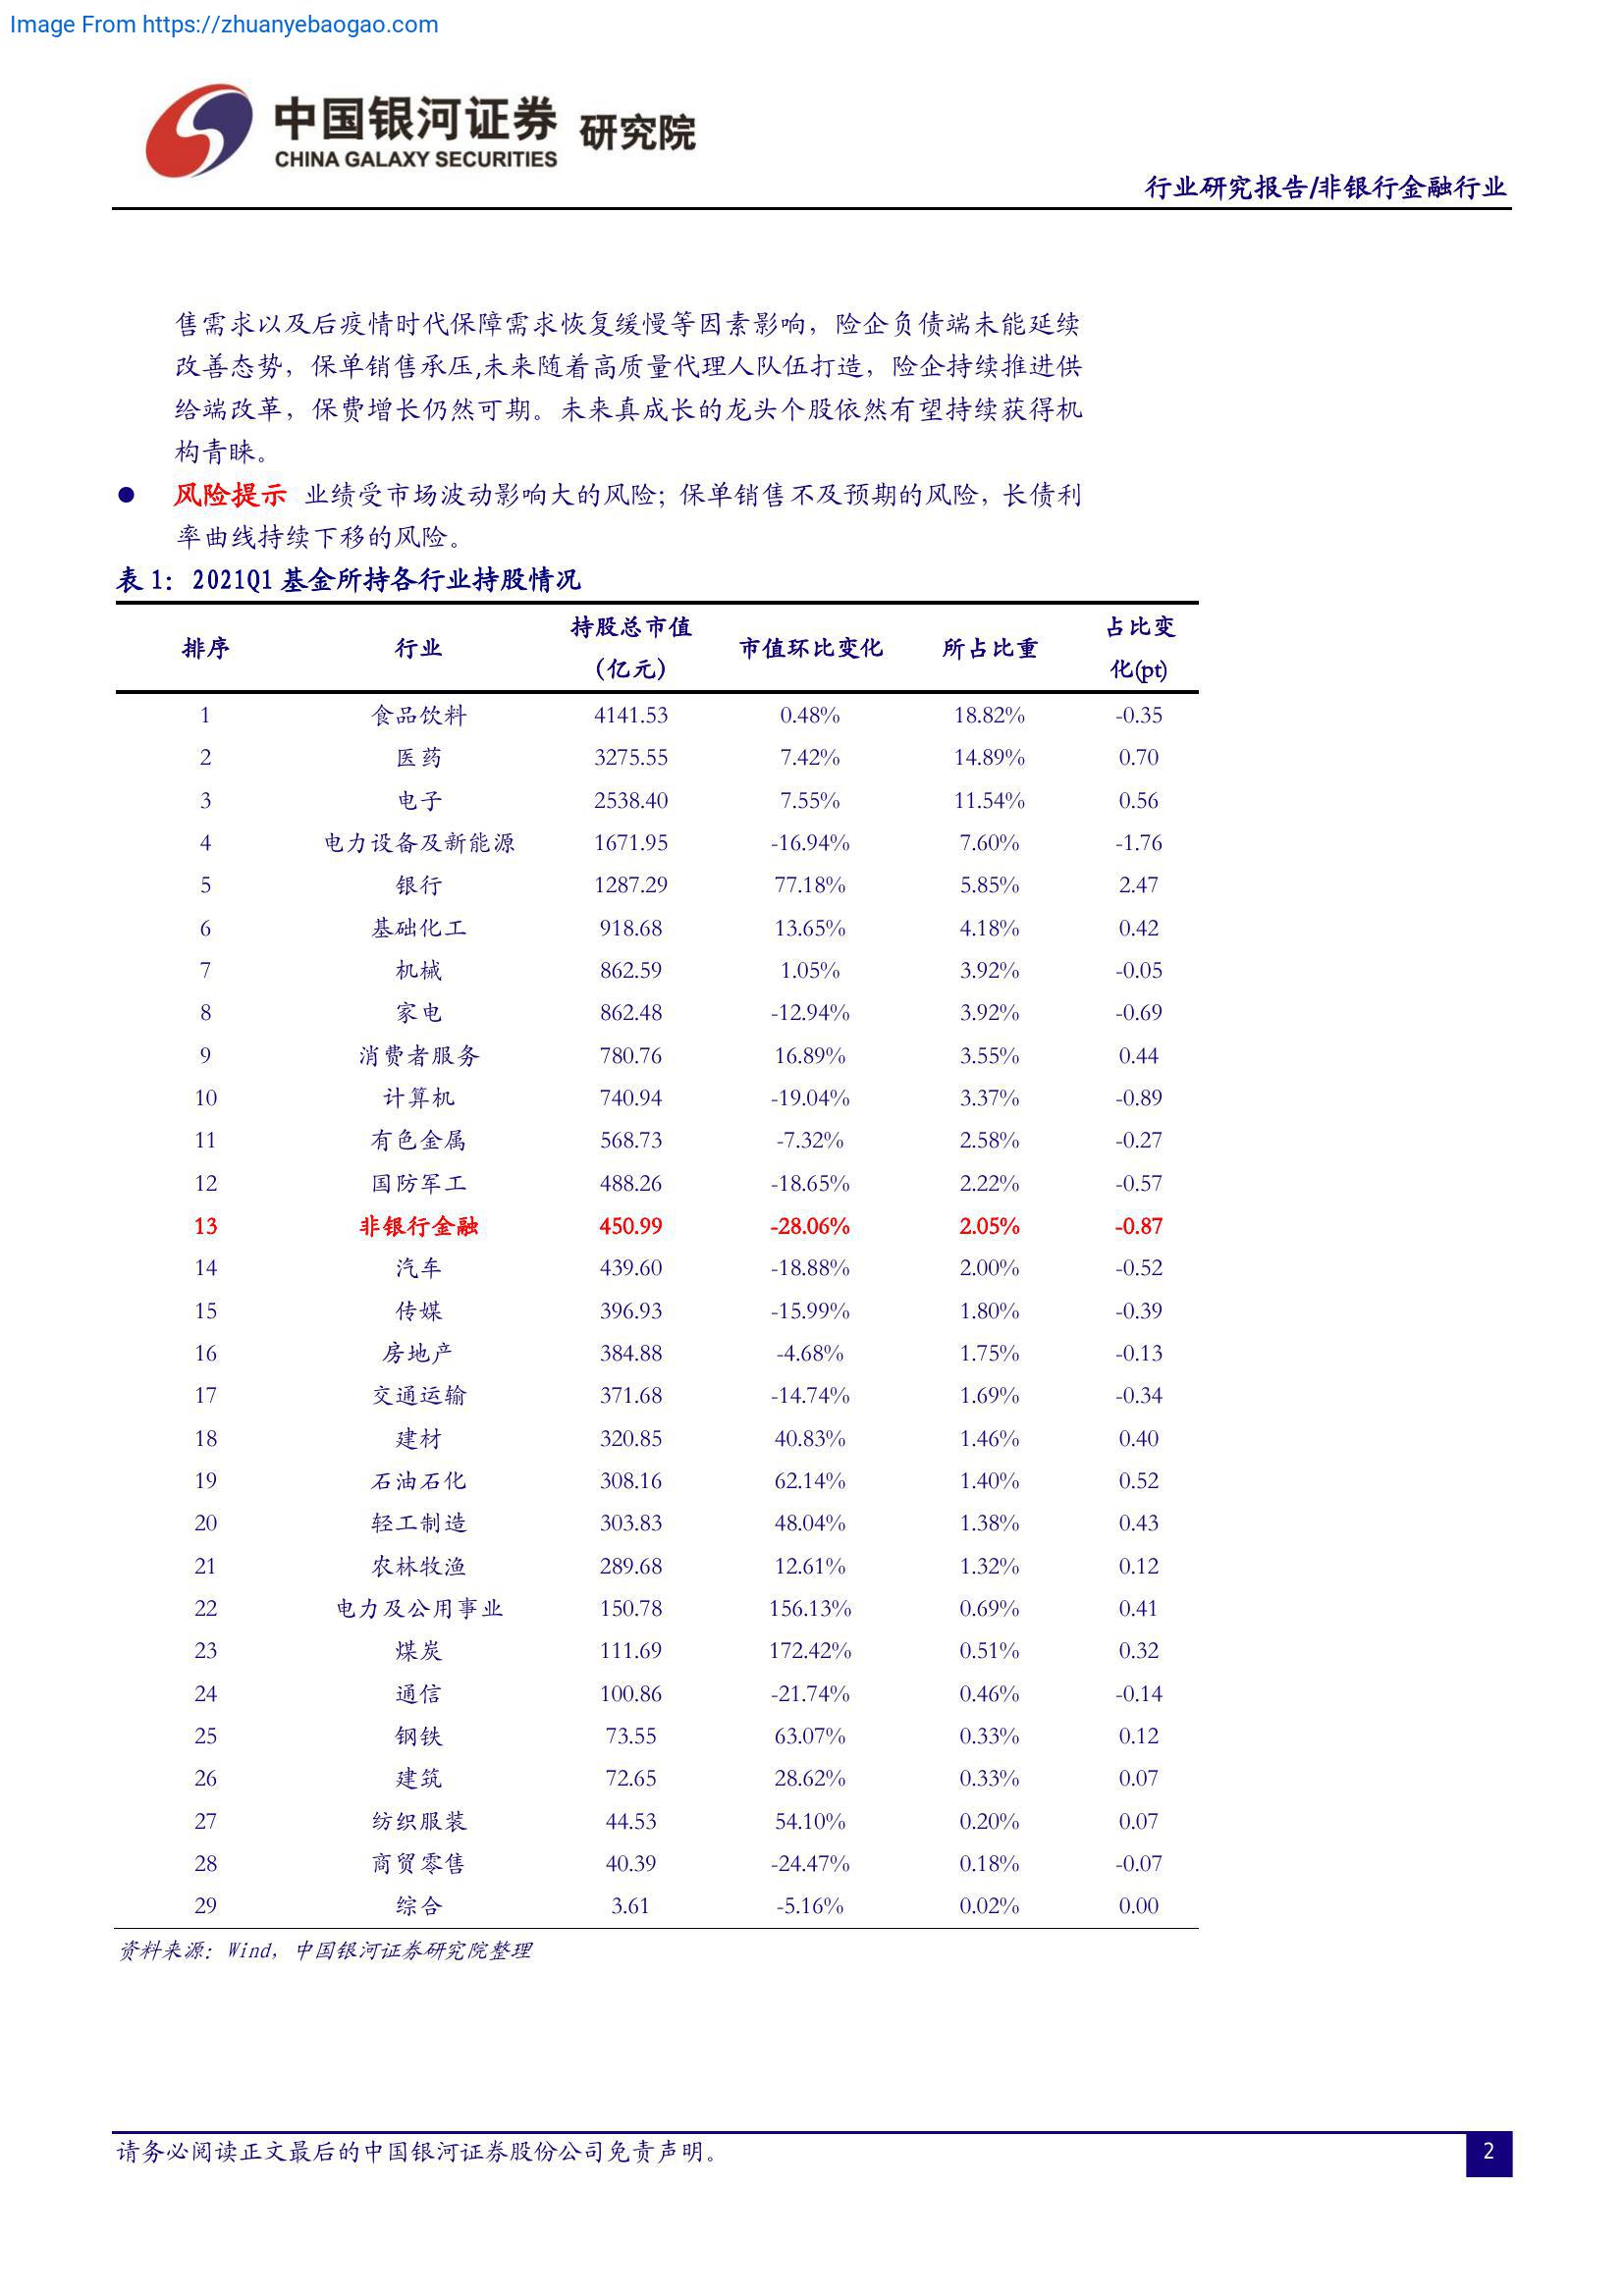 Image From https://zhuanyebaogao.com
中国银河证券 研究院
CHINA GALAXY SECURITIES
行业研究报告/非银行金融行业
售需求以及后疫情时代保障需求恢复缓慢等因素影响，险企负债端未能延续
改善态势，保单销售承压,未来随着高质量代理人队伍打造，险企持续推进供
给端改革，保费增长仍然可期。未来真成长的龙头个股依然有望持续获得机
构青睐。
● 风险提示 业绩受市场波动影响大的风险；保单销售不及预期的风险，长债利
率曲线持续下移的风险。
表 1：2021Q1 基金所持各行业持股情况
排序 行业 持股总市值（亿元） 市值环比变化 所占比重 占比变化(pt)
1 食品饮料 4141.53 0.48% 18.82% -0.35
2 医药 3275.55 7.42% 14.89% 0.70
3 电子 2538.40 7.55% 11.54% 0.56
4 电力设备及新能源 1671.95 -16.94% 7.60% -1.76
5 银行 1287.29 77.18% 5.85% 2.47
6 基础化工 918.68 13.65% 4.18% 0.42
7 机械 862.59 1.05% 3.92% -0.05
8 家电 862.48 -12.94% 3.92% -0.69
9 消费者服务 780.76 16.89% 3.55% 0.44
10 计算机 740.94 -19.04% 3.37% -0.89
11 有色金属 568.73 -7.32% 2.58% -0.27
12 国防军工 488.26 -18.65% 2.22% -0.57
13 非银行金融 450.99 -28.06% 2.05% -0.87
14 汽车 439.60 -18.88% 2.00% -0.52
15 传媒 396.93 -15.99% 1.80% -0.39
16 房地产 384.88 -4.68% 1.75% -0.13
17 交通运输 371.68 -14.74% 1.69% -0.34
18 建材 320.85 40.83% 1.46% 0.40
19 石油石化 308.16 62.14% 1.40% 0.52
20 轻工制造 303.83 48.04% 1.38% 0.43
21 农林牧渔 289.68 12.61% 1.32% 0.12
22 电力及公用事业 150.78 156.13% 0.69% 0.41
23 煤炭 111.69 172.42% 0.51% 0.32
24 通信 100.86 -21.74% 0.46% -0.14
25 钢铁 73.55 63.07% 0.33% 0.12
26 建筑 72.65 28.62% 0.33% 0.07
27 纺织服装 44.53 54.10% 0.20% 0.07
28 商贸零售 40.39 -24.47% 0.18% -0.07
29 综合 3.61 -5.16% 0.02% 0.00
资料来源：Wind，中国银河证券研究院整理
请务必阅读正文最后的中国银河证券股份公司免责声明。
2